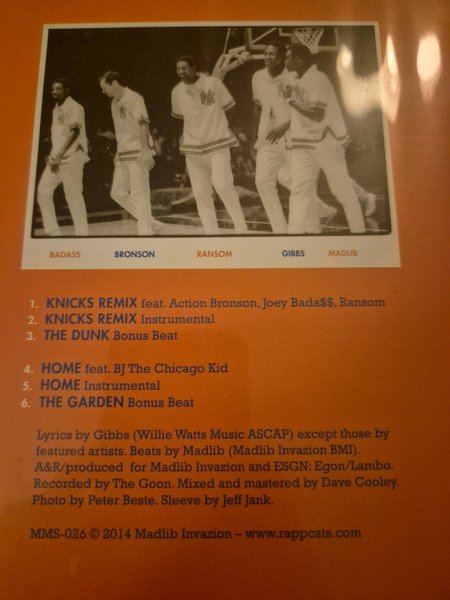 BADASS BRONSON RANSOM GIBBS MADLIB
1. KNICKS REMIX feat. Action Bronson, Joey Bada$$, Ransom
2. KNICKS REMIX Instrumental
3. THE DUNK Bonus Beat
4. HOME feat. BJ The Chicago Kid
5. HOME Instrumental
6. THE GARDEN Bonus Beat
Lyrics by Gibbs (Willie Watts Music ASCAP) except those by
featured artists. Beats by Madlib (Madlib Invasion BMI).
A&R/produced for Madlib Invasion and ESGN: Egon/Lambo.
Recorded by The Goon. Mixed and mastered by Dave Cooley.
Photo by Peter Beste. Sleeve by Jeff Jank.
MMS-026 © 2014 Madlib Invasion – www.rappcats.com